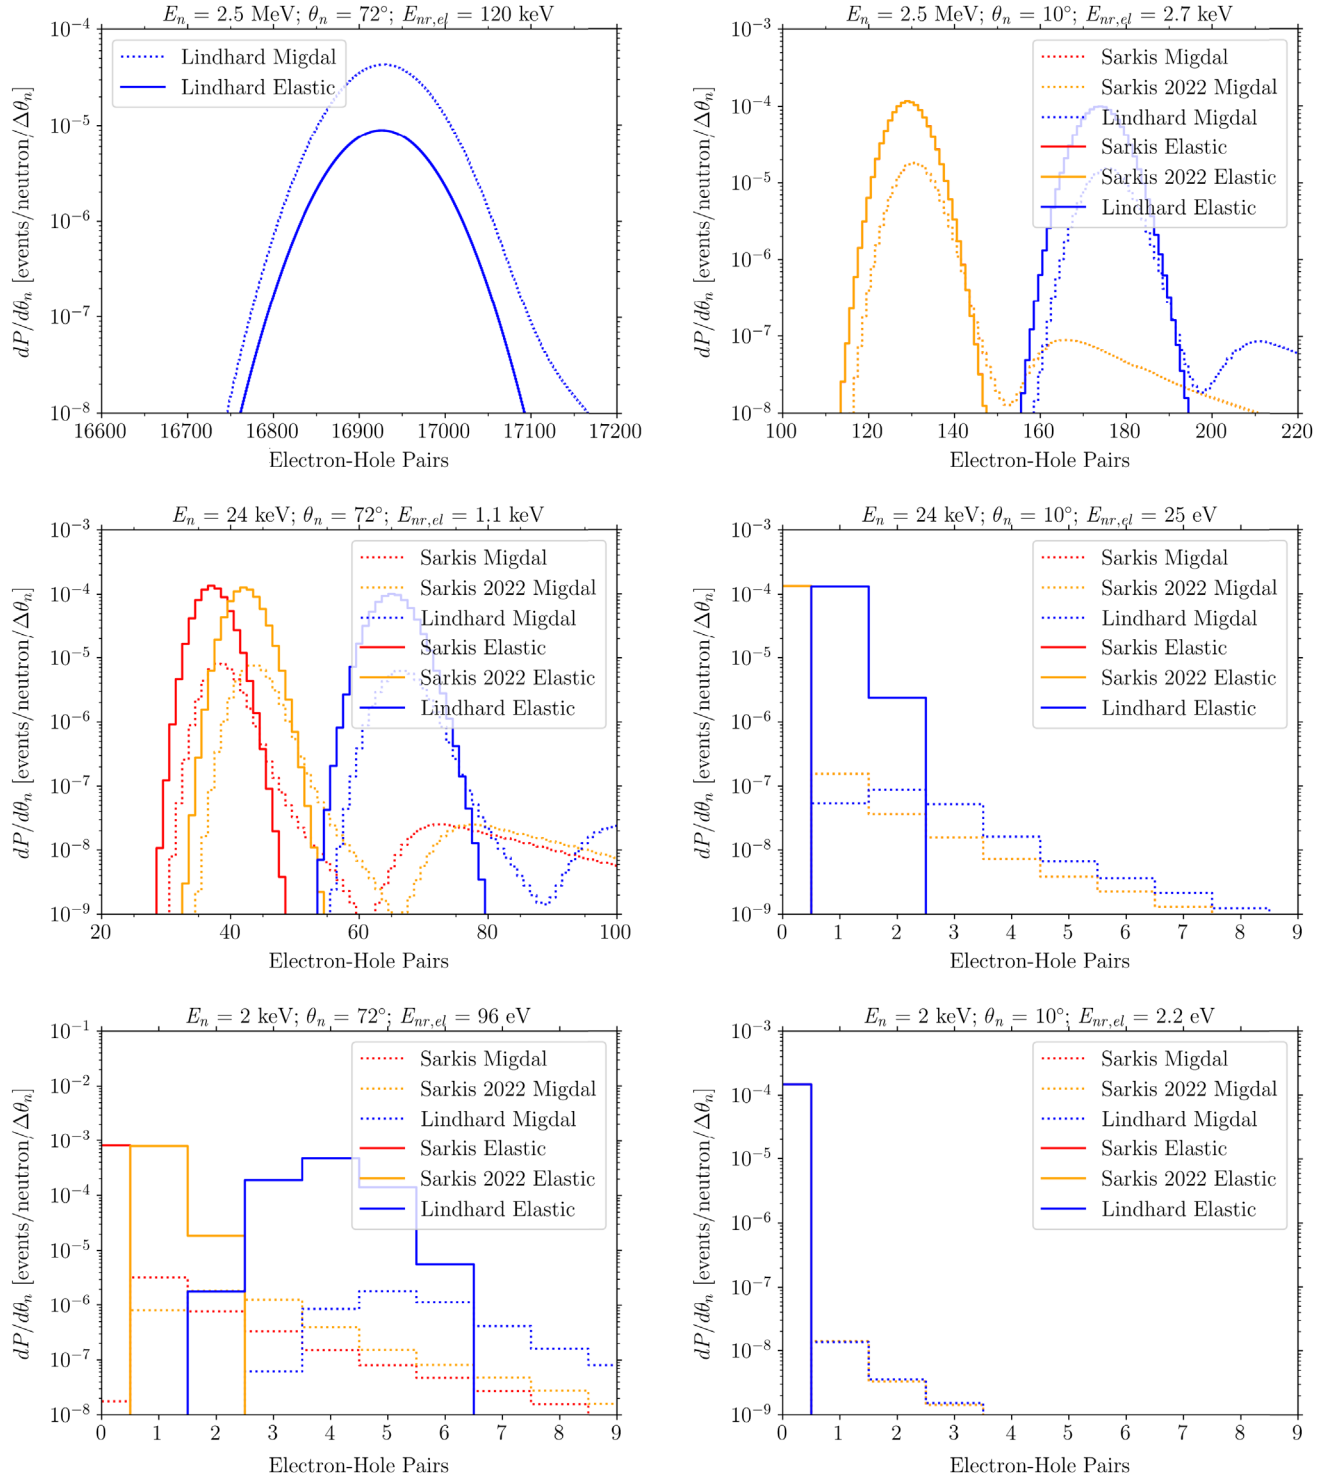 E_n = 2.5 MeV; θ_n = 72°; E_{nr,el} = 120 keV
dP/dθ_n [events/neutron/Δθ_n]
10^{-4}
10^{-5}
10^{-6}
10^{-7}
10^{-8}
Lindhard Migdal
Lindhard Elastic
16600 16700 16800 16900 17000 17100 17200
Electron-Hole Pairs
E_n = 2.5 MeV; θ_n = 10°; E_{nr,el} = 2.7 keV
dP/dθ_n [events/neutron/Δθ_n]
10^{-3}
10^{-4}
10^{-5}
10^{-6}
10^{-7}
10^{-8}
Sarkis Migdal
Sarkis 2022 Migdal
Lindhard Migdal
Sarkis Elastic
Sarkis 2022 Elastic
Lindhard Elastic
100 120 140 160 180 200 220
Electron-Hole Pairs
E_n = 24 keV; θ_n = 72°; E_{nr,el} = 1.1 keV
dP/dθ_n [events/neutron/Δθ_n]
10^{-3}
10^{-4}
10^{-5}
10^{-6}
10^{-7}
10^{-8}
10^{-9}
Sarkis Migdal
Sarkis 2022 Migdal
Lindhard Migdal
Sarkis Elastic
Sarkis 2022 Elastic
Lindhard Elastic
20 40 60 80 100
Electron-Hole Pairs
E_n = 24 keV; θ_n = 10°; E_{nr,el} = 25 eV
dP/dθ_n [events/neutron/Δθ_n]
10^{-3}
10^{-4}
10^{-5}
10^{-6}
10^{-7}
10^{-8}
10^{-9}
Sarkis Migdal
Sarkis 2022 Migdal
Lindhard Migdal
Sarkis Elastic
Sarkis 2022 Elastic
Lindhard Elastic
0 1 2 3 4 5 6 7 8 9
Electron-Hole Pairs
E_n = 2 keV; θ_n = 72°; E_{nr,el} = 96 eV
dP/dθ_n [events/neutron/Δθ_n]
10^{-1}
10^{-2}
10^{-3}
10^{-4}
10^{-5}
10^{-6}
10^{-7}
10^{-8}
Sarkis Migdal
Sarkis 2022 Migdal
Lindhard Migdal
Sarkis Elastic
Sarkis 2022 Elastic
Lindhard Elastic
0 1 2 3 4 5 6 7 8 9
Electron-Hole Pairs
E_n = 2 keV; θ_n = 10°; E_{nr,el} = 2.2 eV
dP/dθ_n [events/neutron/Δθ_n]
10^{-3}
10^{-4}
10^{-5}
10^{-6}
10^{-7}
10^{-8}
10^{-9}
Sarkis Migdal
Sarkis 2022 Migdal
Lindhard Migdal
Sarkis Elastic
Sarkis 2022 Elastic
Lindhard Elastic
0 1 2 3 4 5 6 7 8 9
Electron-Hole Pairs